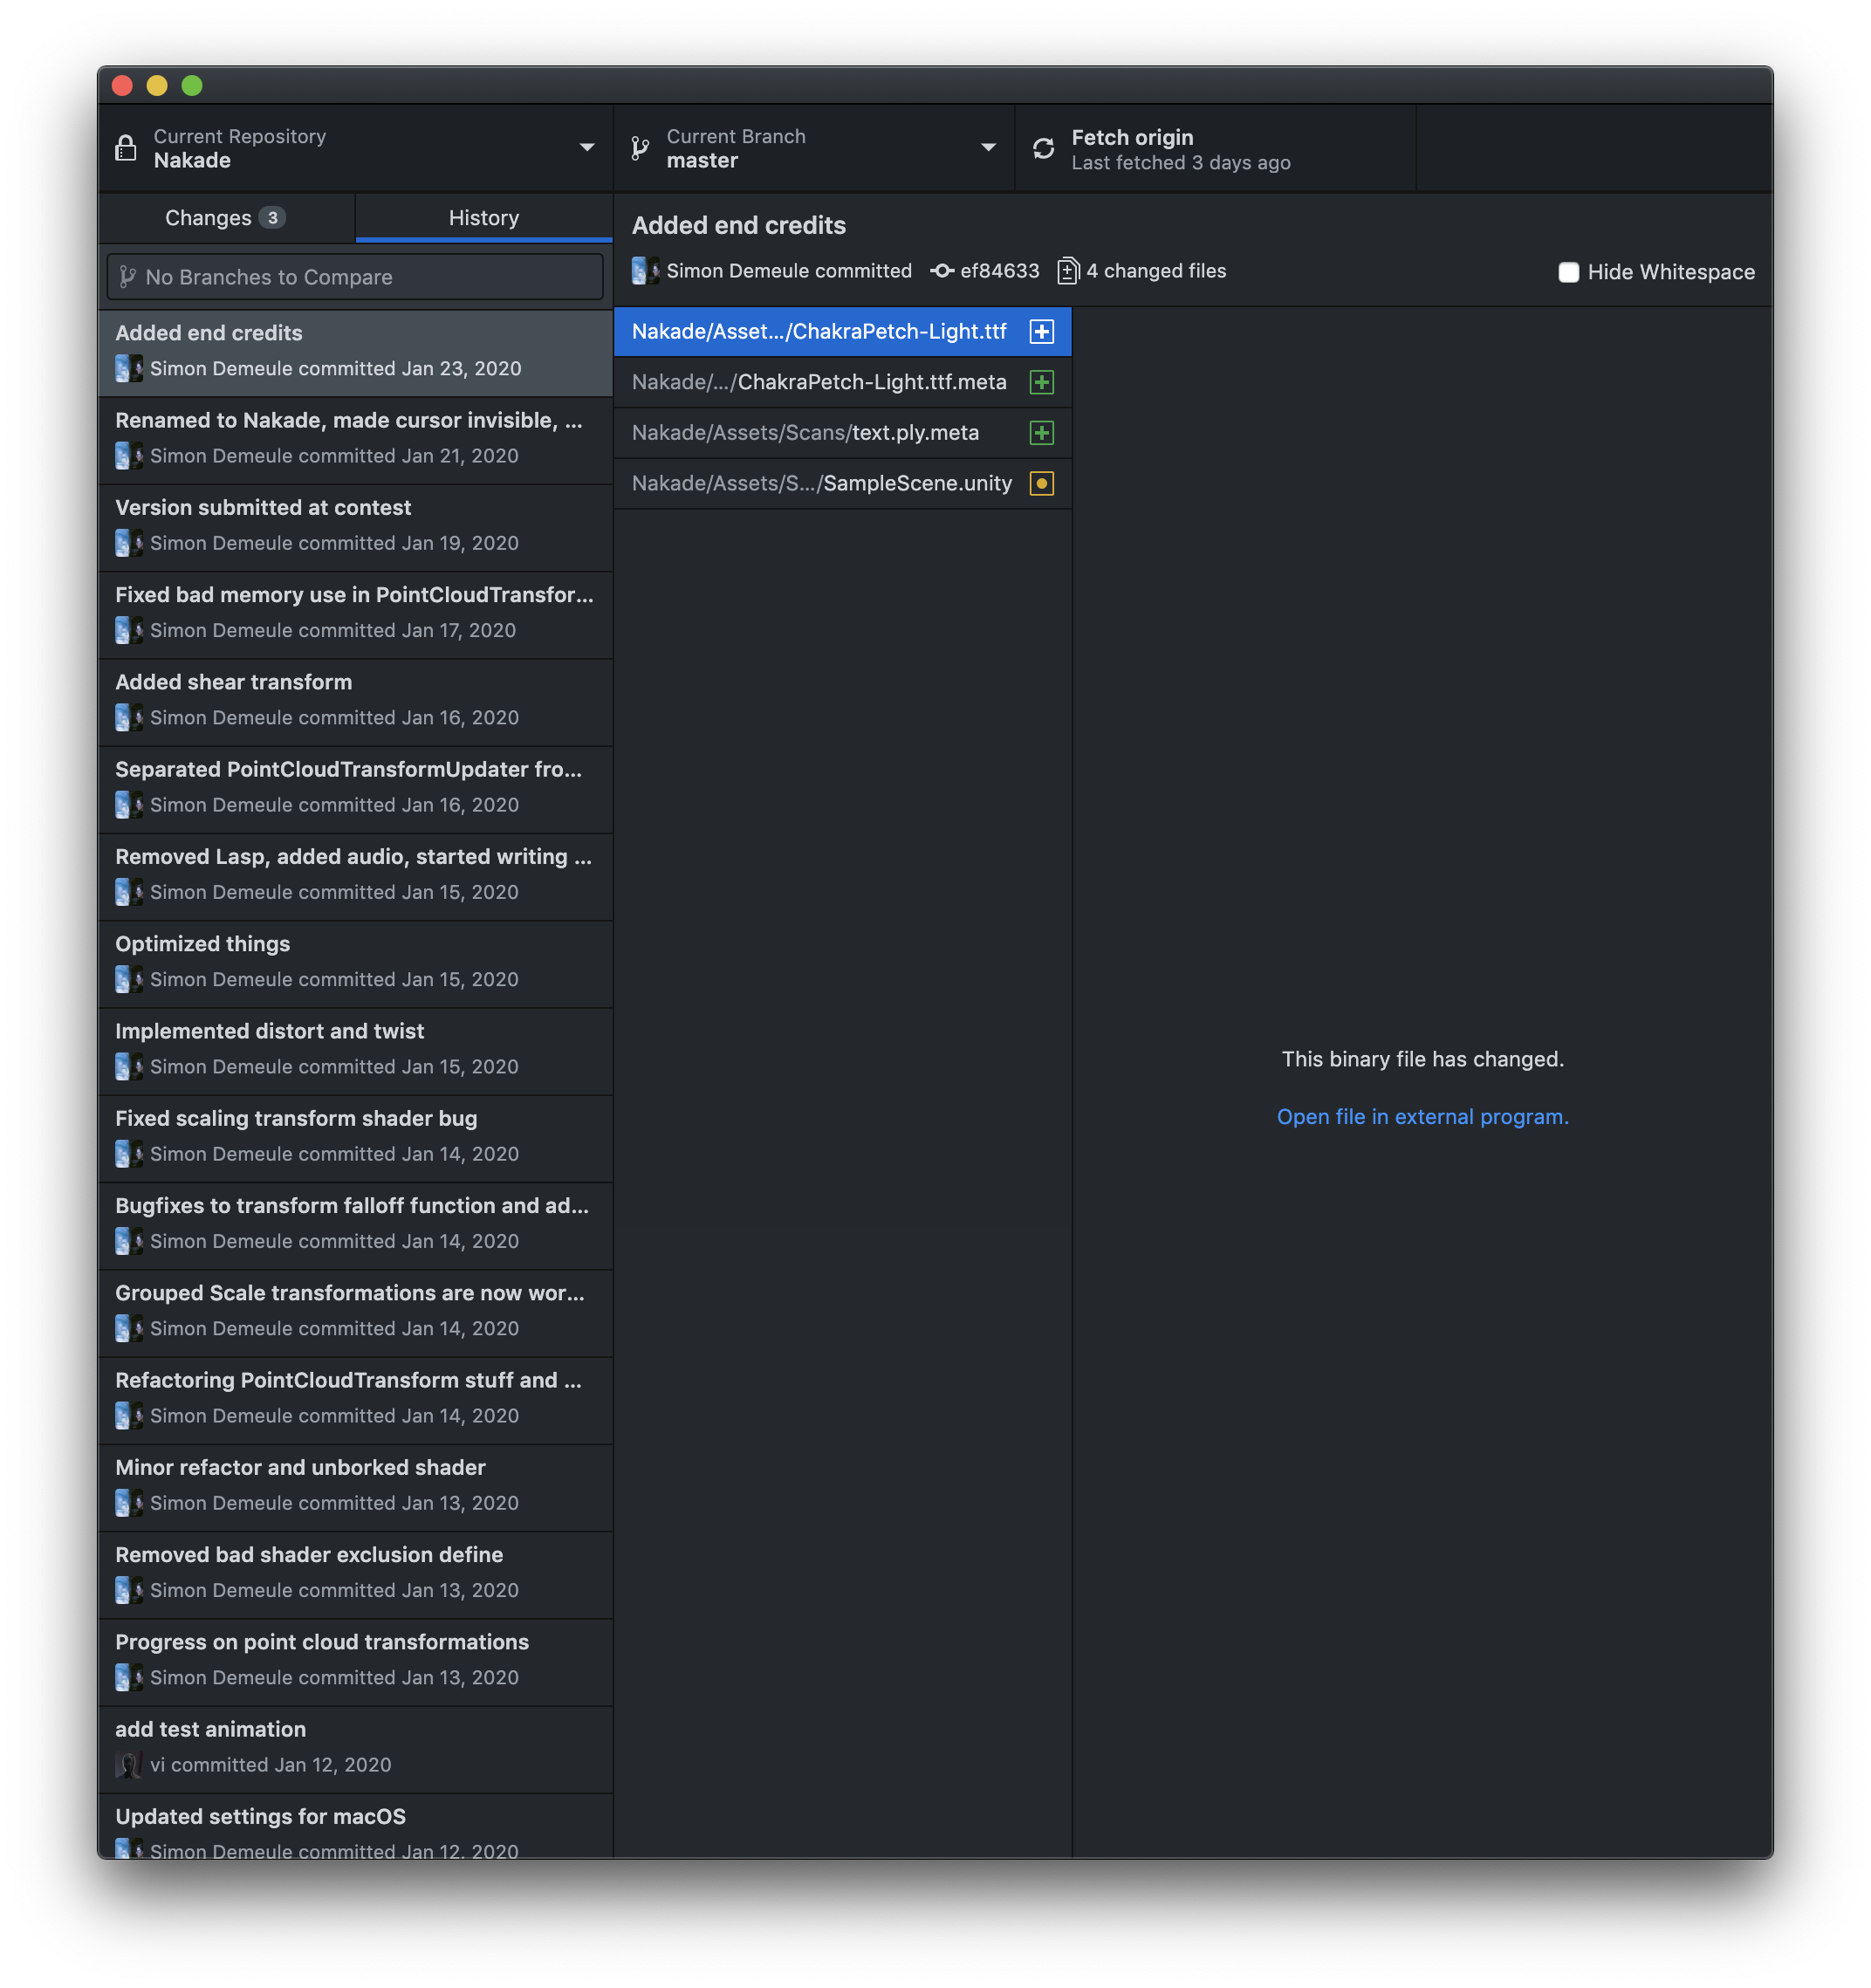 Current Repository
Nakade
Current Branch
master
Fetch origin
Last fetched 3 days ago
Changes 3
History
No Branches to Compare
Added end credits
Simon Demeule committed Jan 23, 2020
Renamed to Nakade, made cursor invisible, ...
Simon Demeule committed Jan 21, 2020
Version submitted at contest
Simon Demeule committed Jan 19, 2020
Fixed bad memory use in PointCloudTransfor...
Simon Demeule committed Jan 17, 2020
Added shear transform
Simon Demeule committed Jan 16, 2020
Separated PointCloudTransformUpdater fro...
Simon Demeule committed Jan 16, 2020
Removed Lasp, added audio, started writing ...
Simon Demeule committed Jan 15, 2020
Optimized things
Simon Demeule committed Jan 15, 2020
Implemented distort and twist
Simon Demeule committed Jan 15, 2020
Fixed scaling transform shader bug
Simon Demeule committed Jan 14, 2020
Bugfixes to transform falloff function and ad...
Simon Demeule committed Jan 14, 2020
Grouped Scale transformations are now wor...
Simon Demeule committed Jan 14, 2020
Refactoring PointCloudTransform stuff and ...
Simon Demeule committed Jan 14, 2020
Minor refactor and unborked shader
Simon Demeule committed Jan 13, 2020
Removed bad shader exclusion define
Simon Demeule committed Jan 13, 2020
Progress on point cloud transformations
Simon Demeule committed Jan 13, 2020
add test animation
vi committed Jan 12, 2020
Updated settings for macOS
Simon Demeule committed Jan 12, 2020
Added end credits
Simon Demeule committed ef84633 4 changed files
Hide Whitespace
Nakade/Asset.../ChakraPetch-Light.ttf
Nakade/.../ChakraPetch-Light.ttf.meta
Nakade/Assets/Scans/text.ply.meta
Nakade/Assets/S.../SampleScene.unity
This binary file has changed.
Open file in external program.